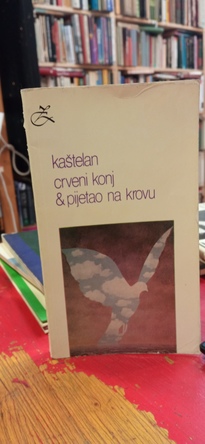 kaštelan
crveni konj
& pijetao na krovu